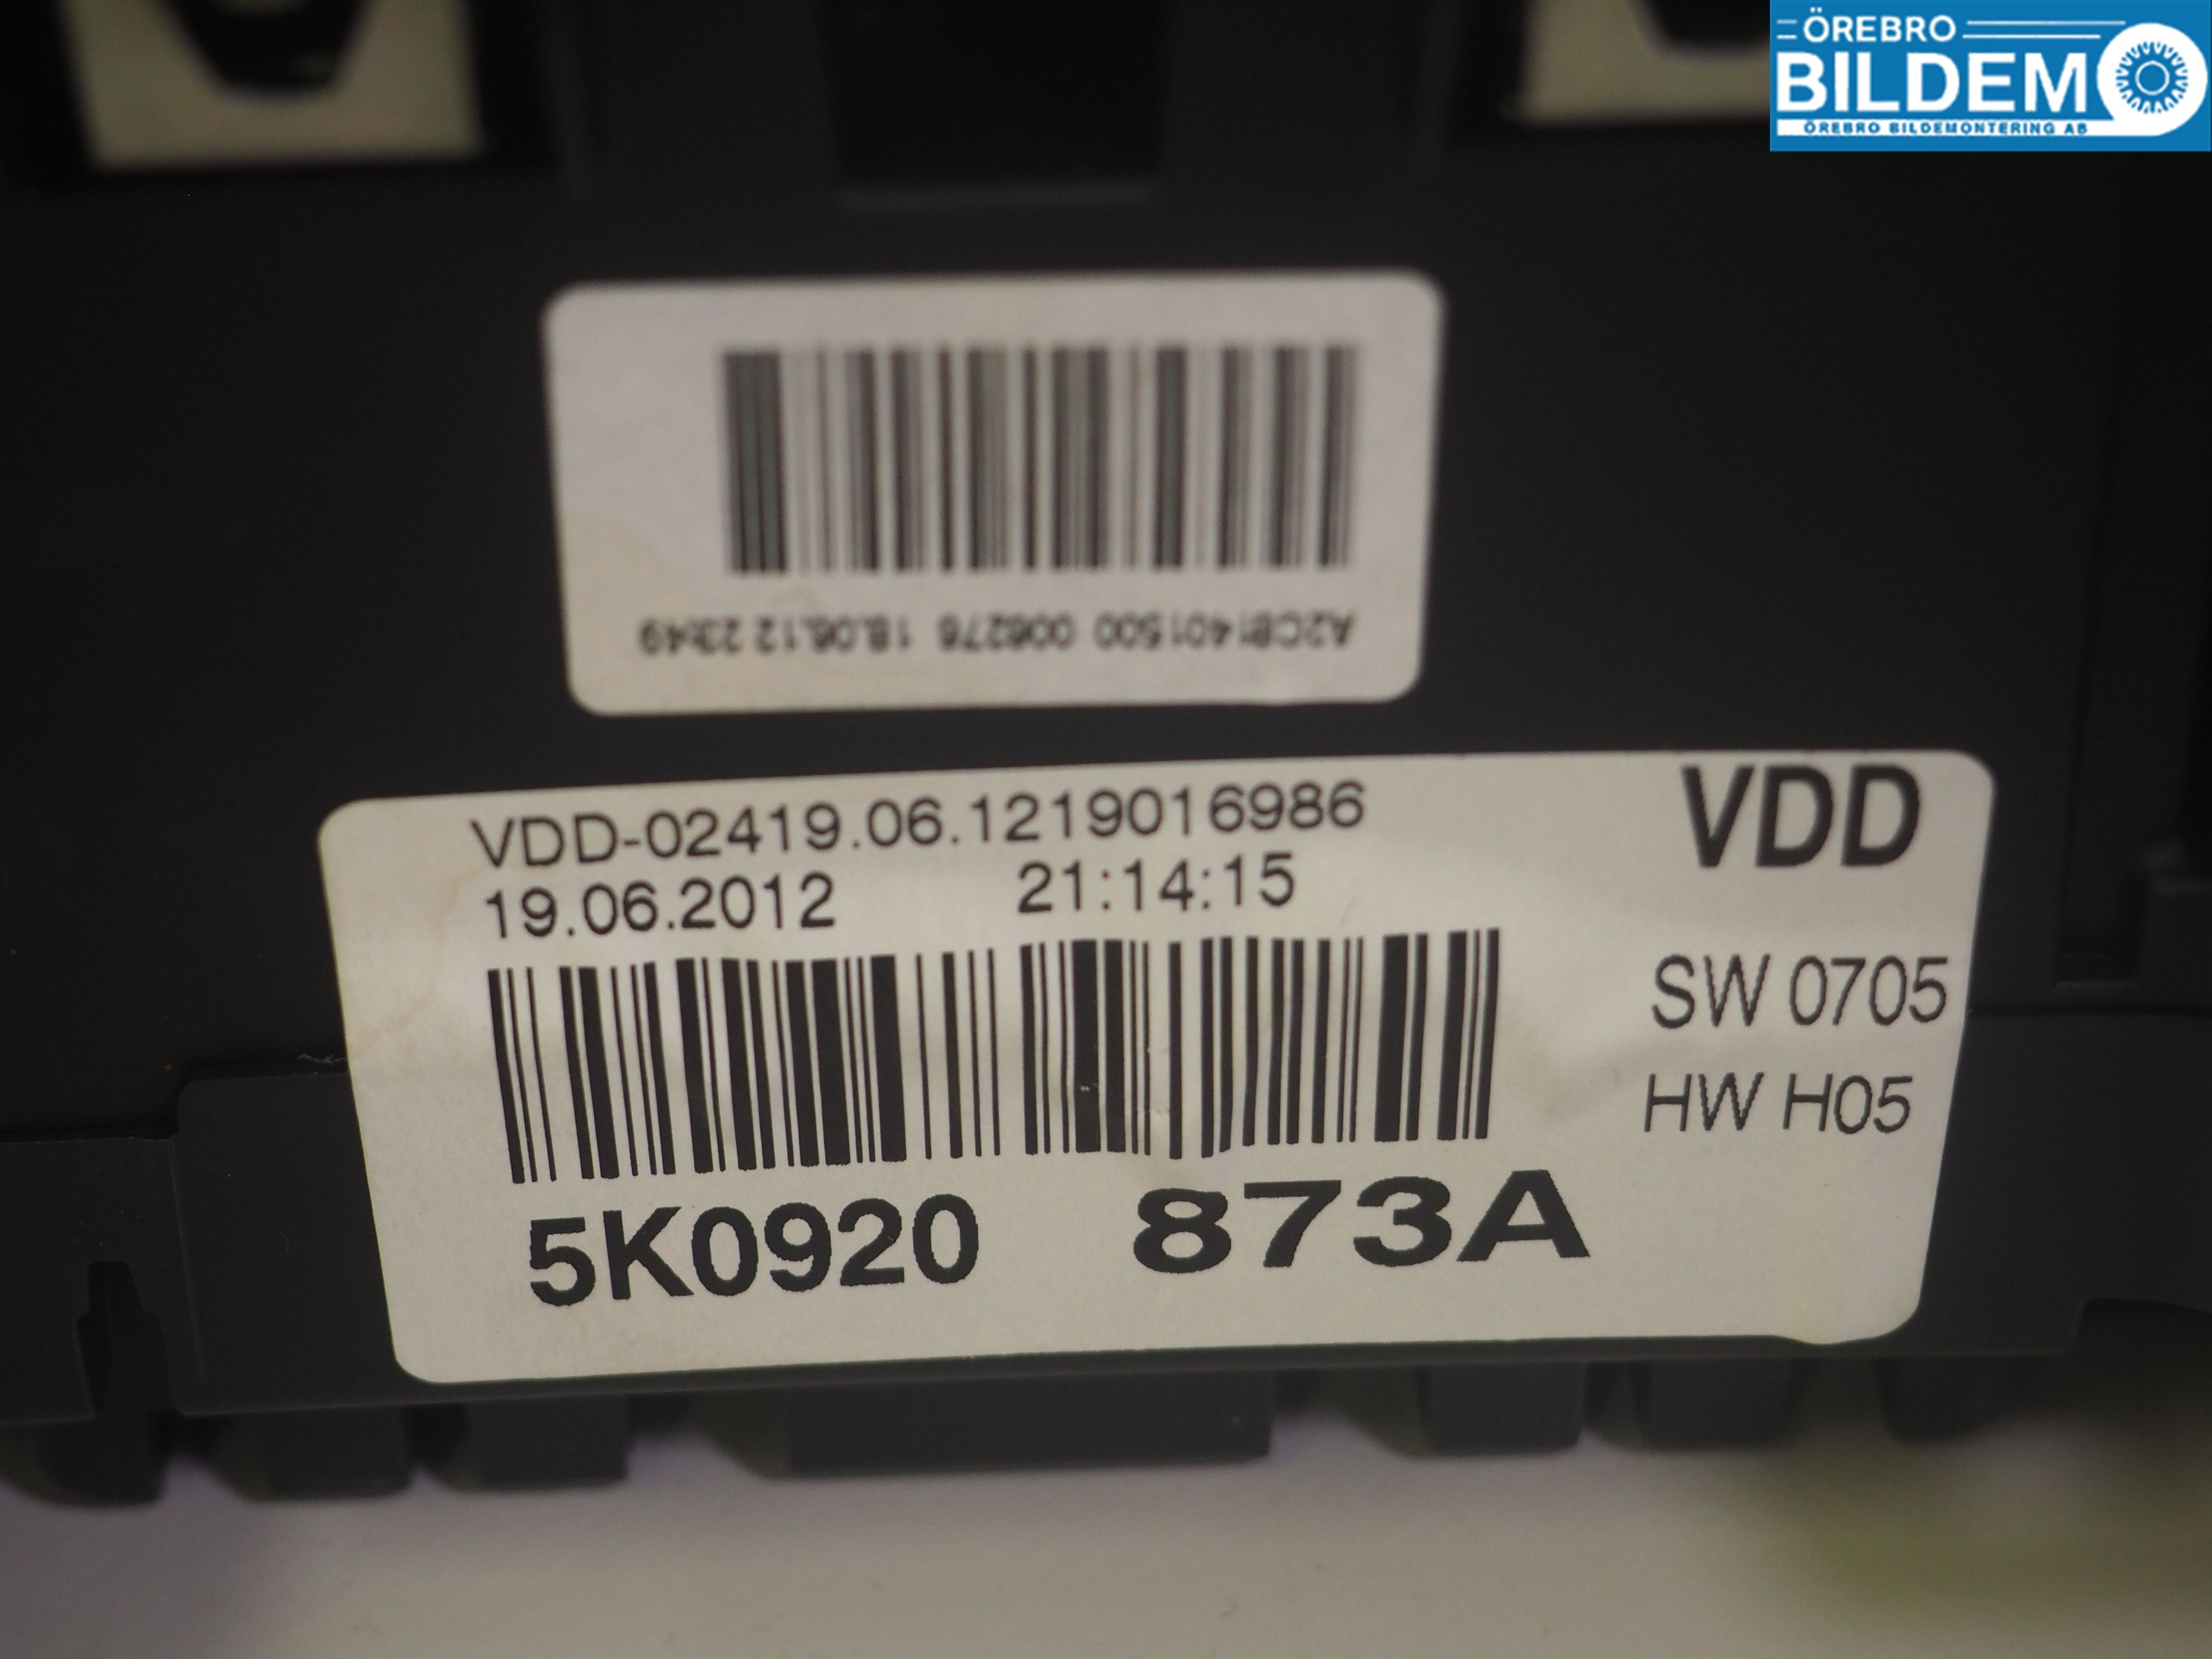 ÖREBRO
BILDEM
ÖREBRO BILDEMONTERING AB
A2C81401500 006276 18.06.12 23:49
VDD-02419.06.1219016986
19.06.2012 21:14:15
VDD
SW 0705
HW H05
5K0920 873A